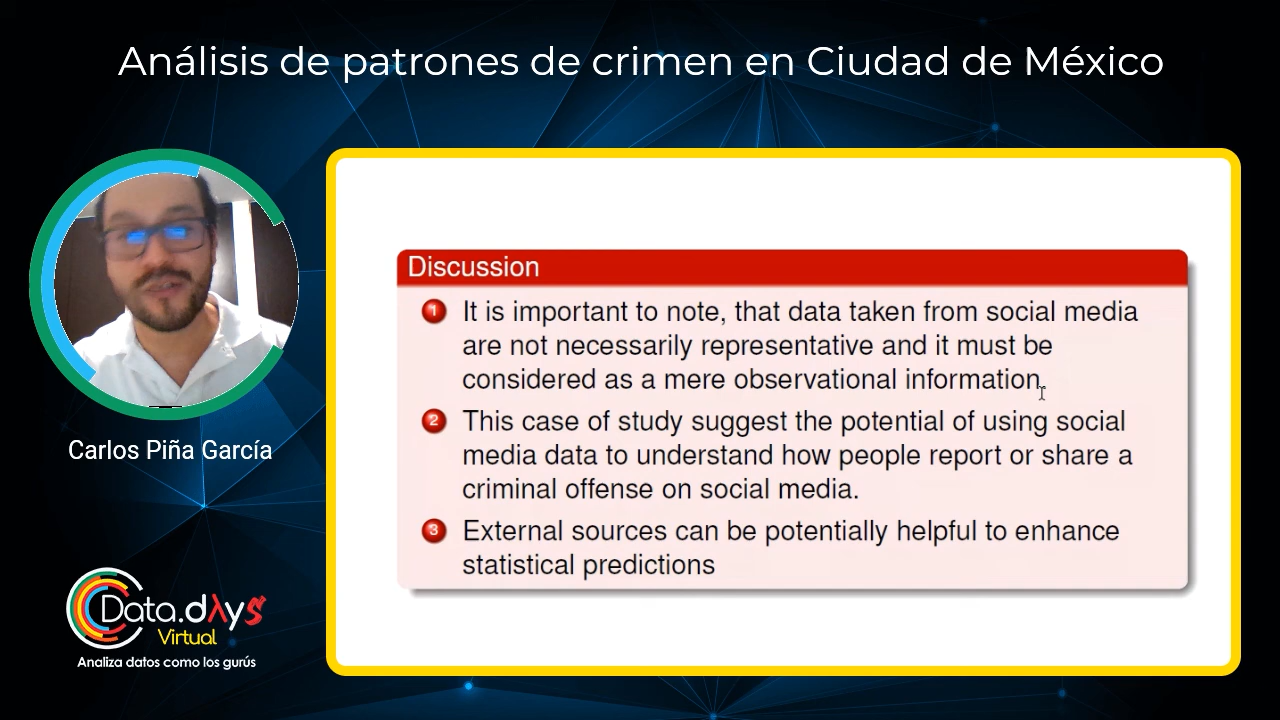 Análisis de patrones de crimen en Ciudad de México
Discussion
1 It is important to note, that data taken from social media
are not necessarily representative and it must be
considered as a mere observational information.
2 This case of study suggest the potential of using social
media data to understand how people report or share a
criminal offense on social media.
3 External sources can be potentially helpful to enhance
statistical predictions
Carlos Piña García
Data.dλys
Virtual
Analiza datos como los gurús